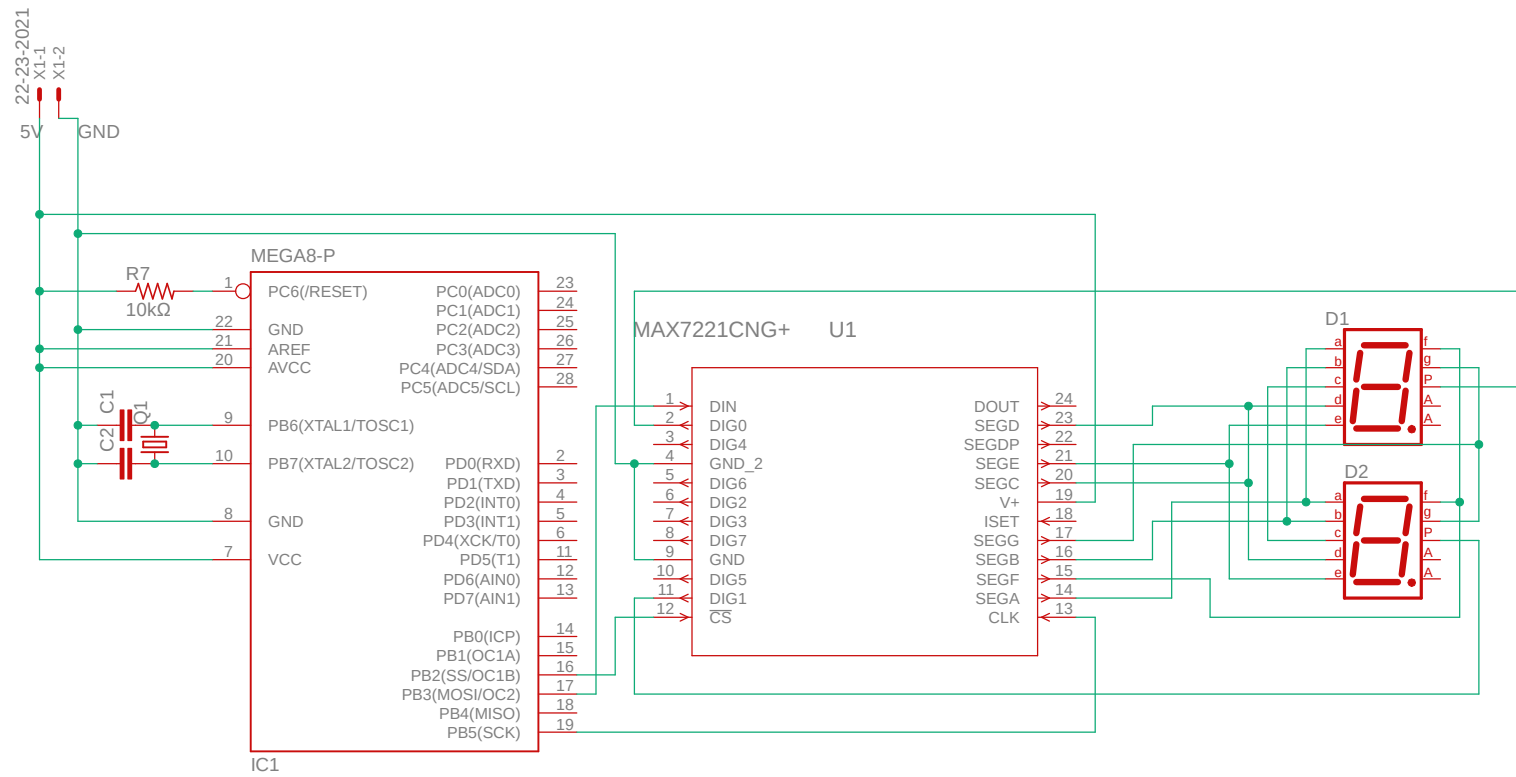 22-23-2021
X1-1
X1-2
5V
GND
MEGA8-P
R7
10kΩ
1
PC6(/RESET)
22
GND
21
AREF
20
AVCC
C1
C2
Q1
9
PB6(XTAL1/TOSC1)
10
PB7(XTAL2/TOSC2)
8
GND
7
VCC
PC0(ADC0)
23
PC1(ADC1)
24
PC2(ADC2)
25
PC3(ADC3)
26
PC4(ADC4/SDA)
27
PC5(ADC5/SCL)
28
PD0(RXD)
2
PD1(TXD)
3
PD2(INT0)
4
PD3(INT1)
5
PD4(XCK/T0)
6
PD5(T1)
11
PD6(AIN0)
12
PD7(AIN1)
13
PB0(ICP)
14
PB1(OC1A)
15
PB2(SS/OC1B)
16
PB3(MOSI/OC2)
17
PB4(MISO)
18
PB5(SCK)
19
IC1
MAX7221CNG+
U1
1
DIN
2
DIG0
3
DIG4
4
GND_2
5
DIG6
6
DIG2
7
DIG3
8
DIG7
9
GND
10
DIG5
11
DIG1
12
CS
DOUT
24
SEGD
23
SEGDP
22
SEGE
21
SEGC
20
V+
19
ISET
18
SEGG
17
SEGB
16
SEGF
15
SEGA
14
CLK
13
D1
a
b
c
d
e
f
g
P
A
A
D2
a
b
c
d
e
f
g
P
A
A